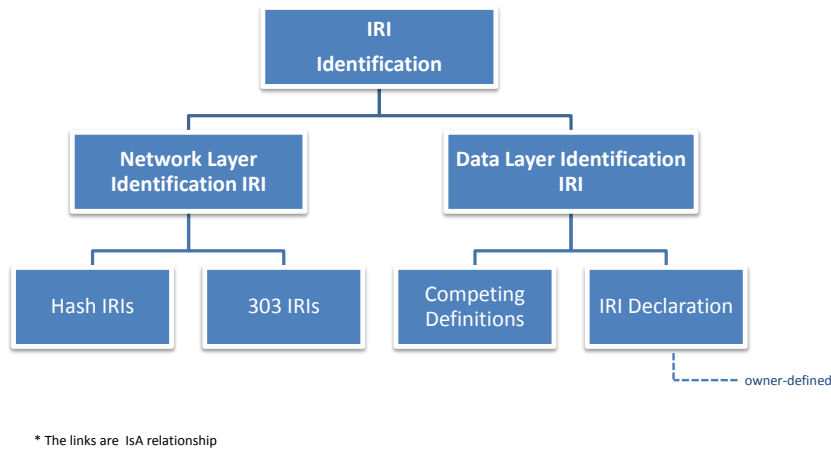 IRI
Identification
Network Layer
Identification IRI
Data Layer Identification
IRI
Hash IRIs
303 IRIs
Competing
Definitions
IRI Declaration
owner-defined
* The links are IsA relationship